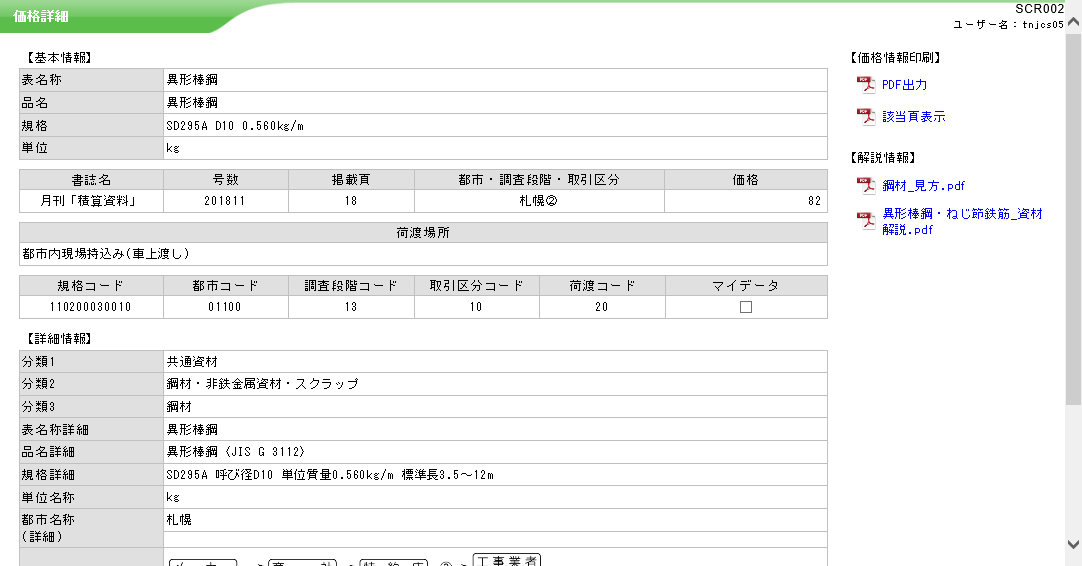 価格詳細
SCR002
ユーザー名：tnjcs05
【基本情報】
表名称 異形棒鋼
品名 異形棒鋼
規格 SD295A D10 0.560kg/m
単位 kg
書誌名 号数 掲載頁 都市・調査段階・取引区分 価格
月刊「積算資料」 201811 18 札幌② 82
荷渡場所
都市内現場持込み(車上渡し)
規格コード 都市コード 調査段階コード 取引区分コード 荷渡コード マイデータ
110200030010 01100 13 10 20
【詳細情報】
分類1 共通資材
分類2 鋼材・非鉄金属資材・スクラップ
分類3 鋼材
表名称詳細 異形棒鋼
品名詳細 異形棒鋼（JIS G 3112）
規格詳細 SD295A 呼び径D10 単位質量0.560kg/m 標準長3.5～12m
単位名称 kg
都市名称 札幌
(詳細)
工事業者
【価格情報印刷】
PDF出力
該当頁表示
【解説情報】
鋼材_見方.pdf
異形棒鋼・ねじ節鉄筋_資材
解説.pdf